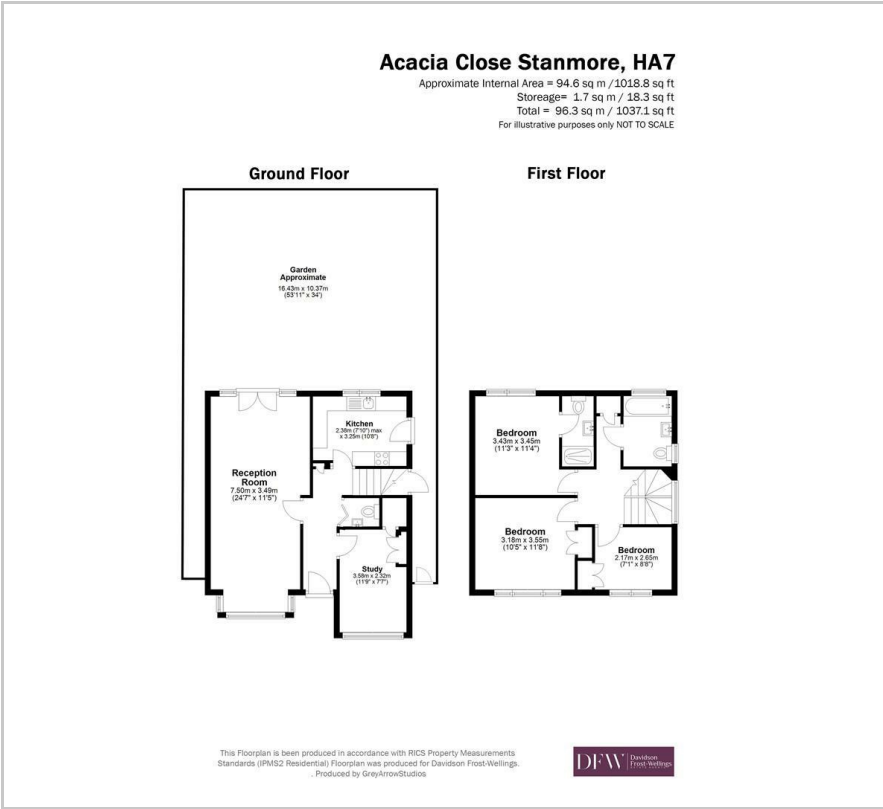 Acacia Close Stanmore, HA7
Approximate Internal Area = 94.6 sq m /1018.8 sq ft
Storeage= 1.7 sq m / 18.3 sq ft
Total = 96.3 sq m / 1037.1 sq ft
For illustrative purposes only NOT TO SCALE
Ground Floor
First Floor
Garden
Approximate
16.43m x 10.37m
(53'11" x 34')
Kitchen
2.38m (7'10") max
x 3.25m (10'8")
Reception
Room
7.50m x 3.49m
(24'7" x 11'5")
Study
3.58m x 2.32m
(11'9" x 7'7")
Bedroom
3.43m x 3.45m
(11'3" x 11'4")
Bedroom
3.18m x 3.55m
(10'5" x 11'8")
Bedroom
2.17m x 2.65m
(7'1" x 8'8")
This Floorplan is been produced in accordance with RICS Property Measurements
Standards (IPMS2 Residential) Floorplan was produced for Davidson Frost-Wellings.
. Produced by GreyArrowStudios
DFW
Davidson
Frost-Wellings